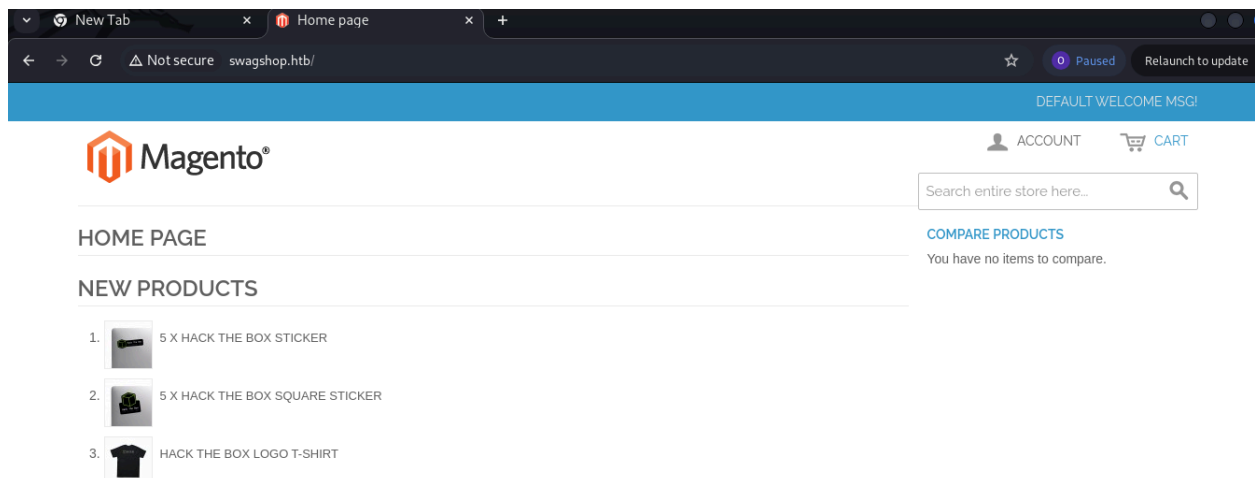 New Tab
Home page
Not secure swagshop.htb/
Paused
Relaunch to update
DEFAULT WELCOME MSG!
Magento®
ACCOUNT
CART
Search entire store here...
HOME PAGE
COMPARE PRODUCTS
You have no items to compare.
NEW PRODUCTS
1. 5 X HACK THE BOX STICKER
2. 5 X HACK THE BOX SQUARE STICKER
3. HACK THE BOX LOGO T-SHIRT